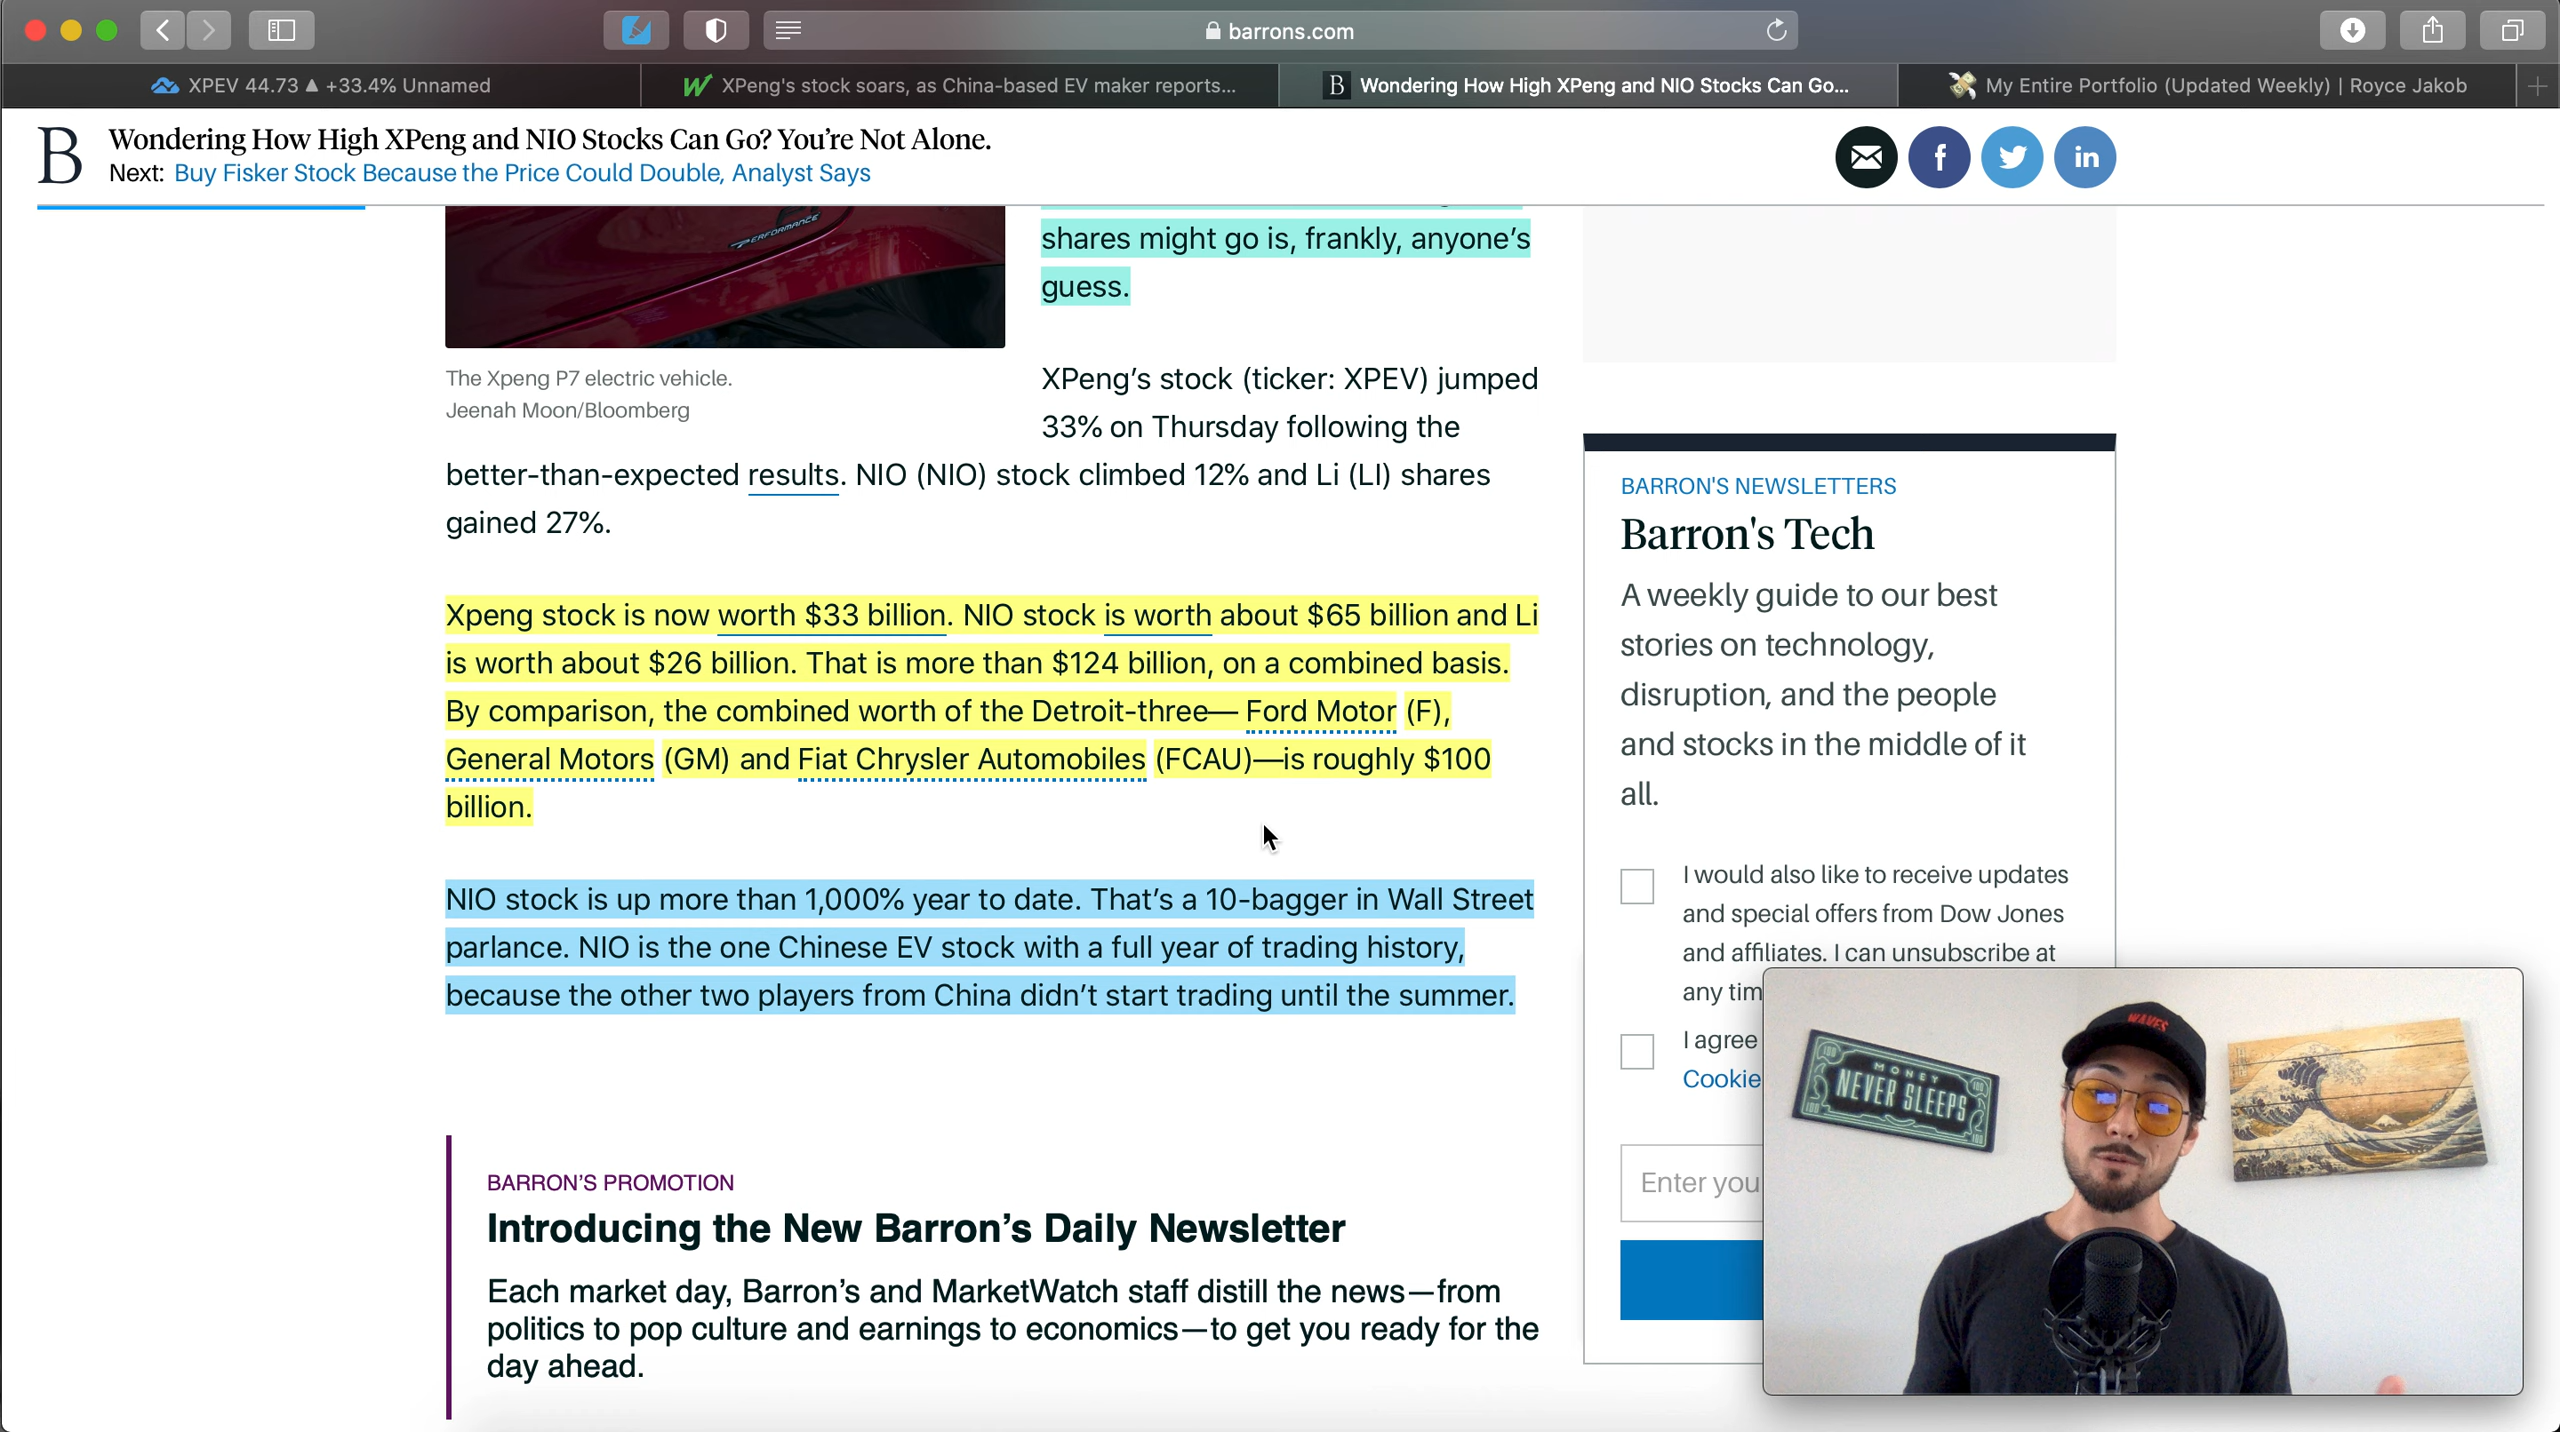 barrons.com
XPEV 44.73 ▲ +33.4% Unnamed
XPeng's stock soars, as China-based EV maker reports...
B Wondering How High XPeng and NIO Stocks Can Go...
My Entire Portfolio (Updated Weekly) | Royce Jakob
B
Wondering How High XPeng and NIO Stocks Can Go? You’re Not Alone.
Next: Buy Fisker Stock Because the Price Could Double, Analyst Says
f
in
PERFORMANCE
The Xpeng P7 electric vehicle.
Jeenah Moon/Bloomberg
shares might go is, frankly, anyone’s
guess.
XPeng’s stock (ticker: XPEV) jumped
33% on Thursday following the
better-than-expected results. NIO (NIO) stock climbed 12% and Li (LI) shares
gained 27%.
Xpeng stock is now worth $33 billion. NIO stock is worth about $65 billion and Li
is worth about $26 billion. That is more than $124 billion, on a combined basis.
By comparison, the combined worth of the Detroit-three— Ford Motor (F),
General Motors (GM) and Fiat Chrysler Automobiles (FCAU)—is roughly $100
billion.
NIO stock is up more than 1,000% year to date. That’s a 10-bagger in Wall Street
parlance. NIO is the one Chinese EV stock with a full year of trading history,
because the other two players from China didn’t start trading until the summer.
BARRON’S PROMOTION
Introducing the New Barron’s Daily Newsletter
Each market day, Barron’s and MarketWatch staff distill the news—from
politics to pop culture and earnings to economics—to get you ready for the
day ahead.
BARRON'S NEWSLETTERS
Barron's Tech
A weekly guide to our best
stories on technology,
disruption, and the people
and stocks in the middle of it
all.
I would also like to receive updates
and special offers from Dow Jones
and affiliates. I can unsubscribe at
any tim
I agree
Cookie
Enter you
100
100
MONEY
NEVER SLEEPS
100
100
WAVES